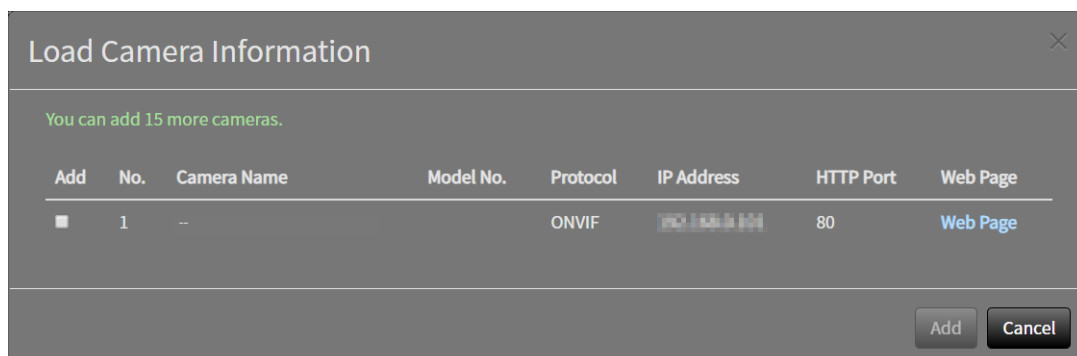 Load Camera Information
You can add 15 more cameras.
Add No. Camera Name Model No. Protocol IP Address HTTP Port Web Page
1 -- ONVIF 80 Web Page
Add Cancel